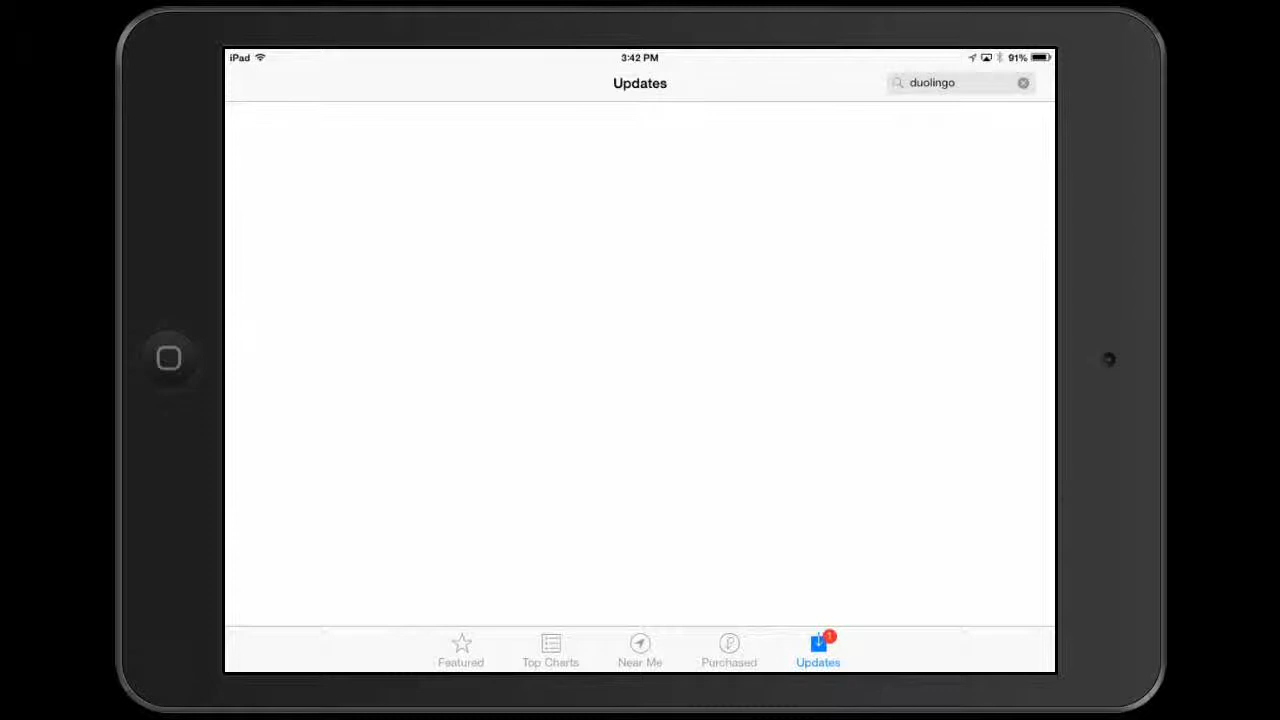 iPad 3:42 PM 91%
Updates duolingo
1
Featured Top Charts Near Me Purchased Updates